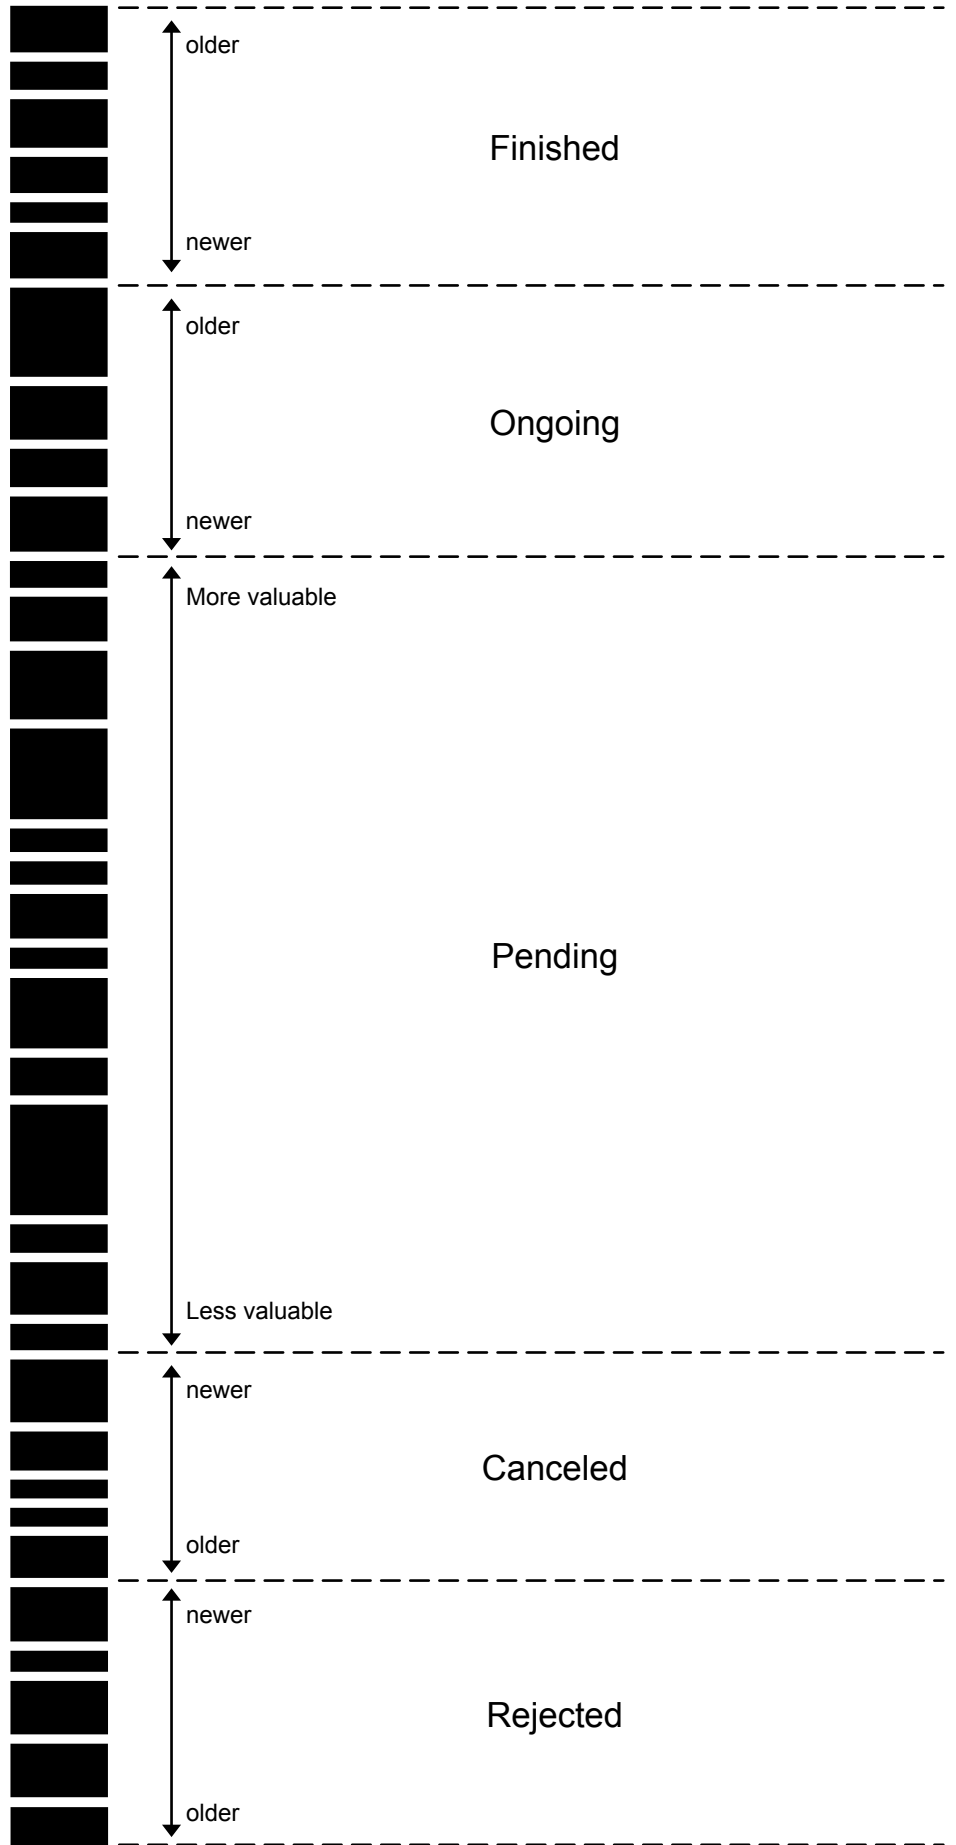 older
Finished
newer
older
Ongoing
newer
More valuable
Pending
Less valuable
newer
Canceled
older
newer
Rejected
older